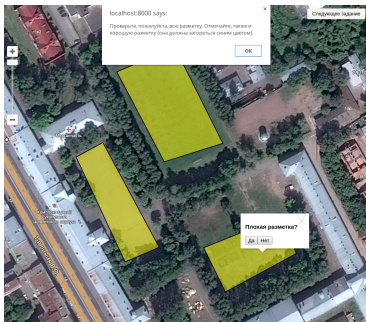 localhost:8000 says:
Проверьте, пожалуйста, всю разметку. Отмечайте, также и
хорошую разметку (она должна загореться синим цветом).
OK
Следующее задание
Плохая разметка?
Да
Нет